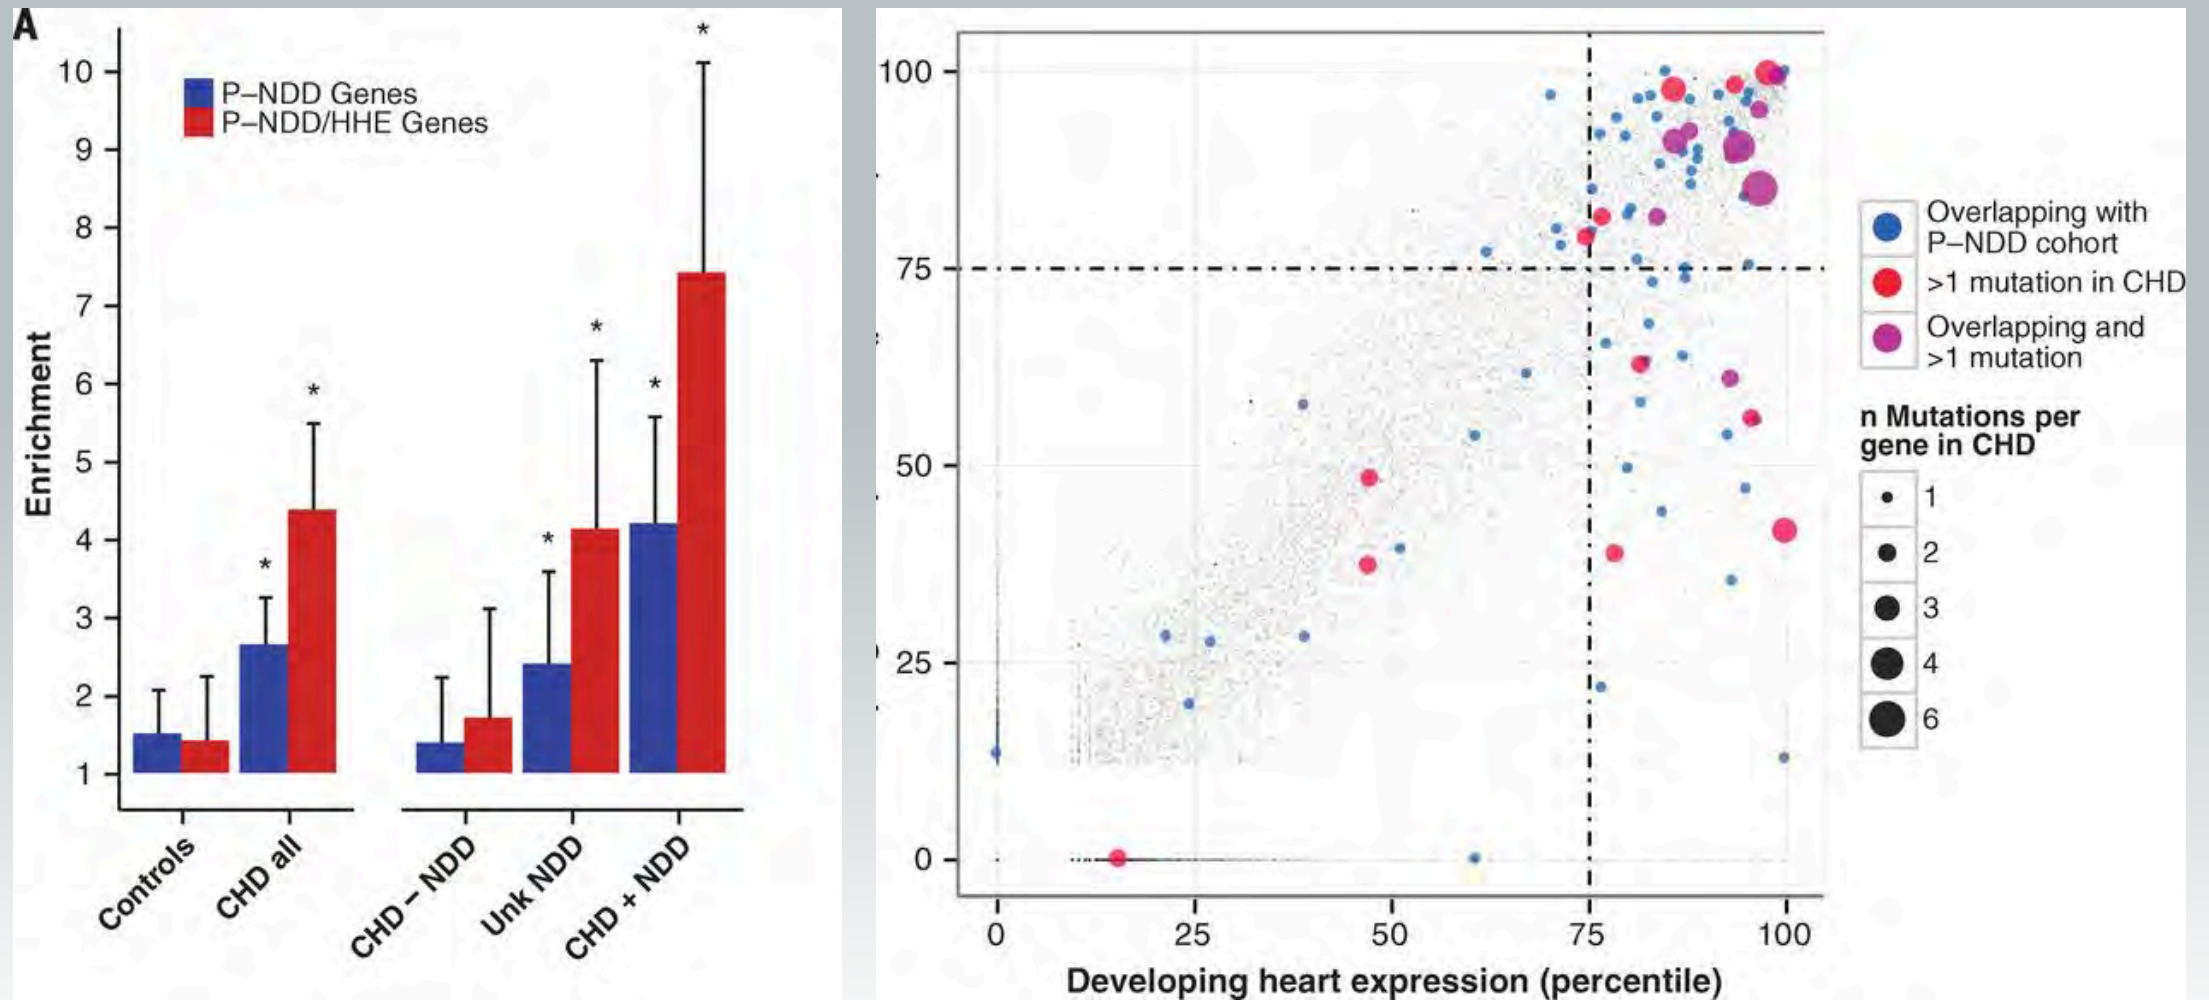 A
P–NDD Genes
P–NDD/HHE Genes
Enrichment
10
9
8
7
6
5
4
3
2
1
*
*
*
*
*
*
Controls
CHD all
CHD – NDD
Unk NDD
CHD + NDD
100
75
50
25
0
0
25
50
75
100
Developing heart expression (percentile)
Overlapping with
P–NDD cohort
>1 mutation in CHD
Overlapping and
>1 mutation
n Mutations per
gene in CHD
1
2
3
4
6